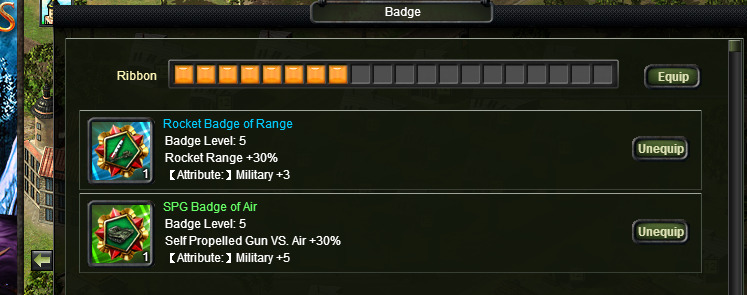 Badge
Ribbon
Equip
Rocket Badge of Range
Badge Level: 5
Rocket Range +30%
【Attribute:】Military +3
1
Unequip
SPG Badge of Air
Badge Level: 5
Self Propelled Gun VS. Air +30%
【Attribute:】Military +5
1
Unequip